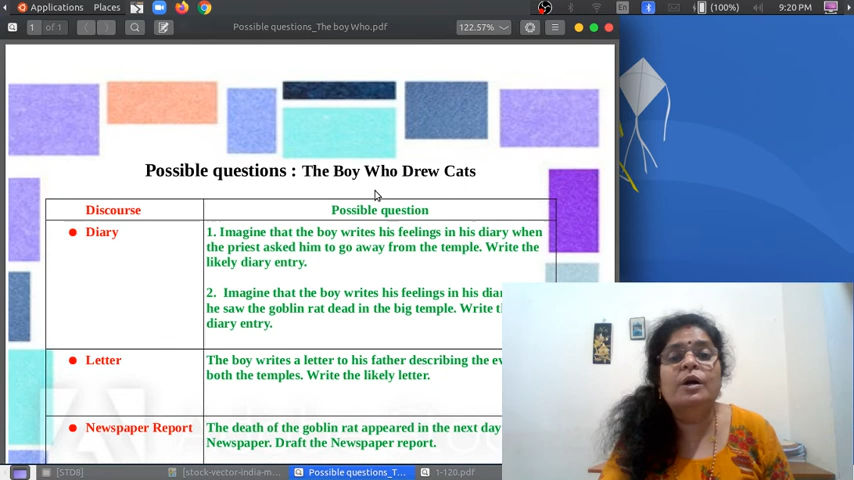 Applications Places En (100%) 9:20 PM
1 of 1 Possible questions_The boy Who.pdf 122.57%
Possible questions : The Boy Who Drew Cats
Discourse Possible question
Diary
1. Imagine that the boy writes his feelings in his diary when
the priest asked him to go away from the temple. Write the
likely diary entry.
2. Imagine that the boy writes his feelings in his
he saw the goblin rat dead in the big temple. Write
diary entry.
Letter
The boy writes a letter to his father describing the
both the temples. Write the likely letter.
Newspaper Report
The death of the goblin rat appeared in the next day
Newspaper. Draft the Newspaper report.
[STD8] [stock-vector-india-m... Possible questions_T... 1-120.pdf